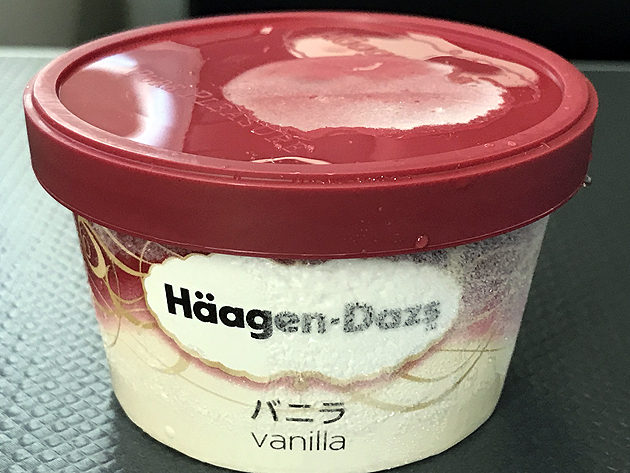 Häagen-Dazs
バニラ
vanilla